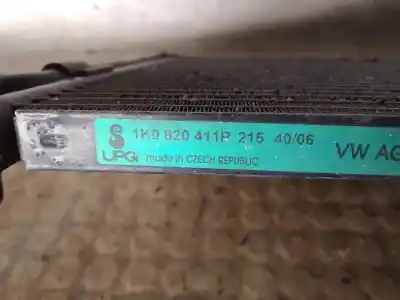 1K0 820 411P 215 40/06 VW AG
UPG made in CZECH REPUBLIC